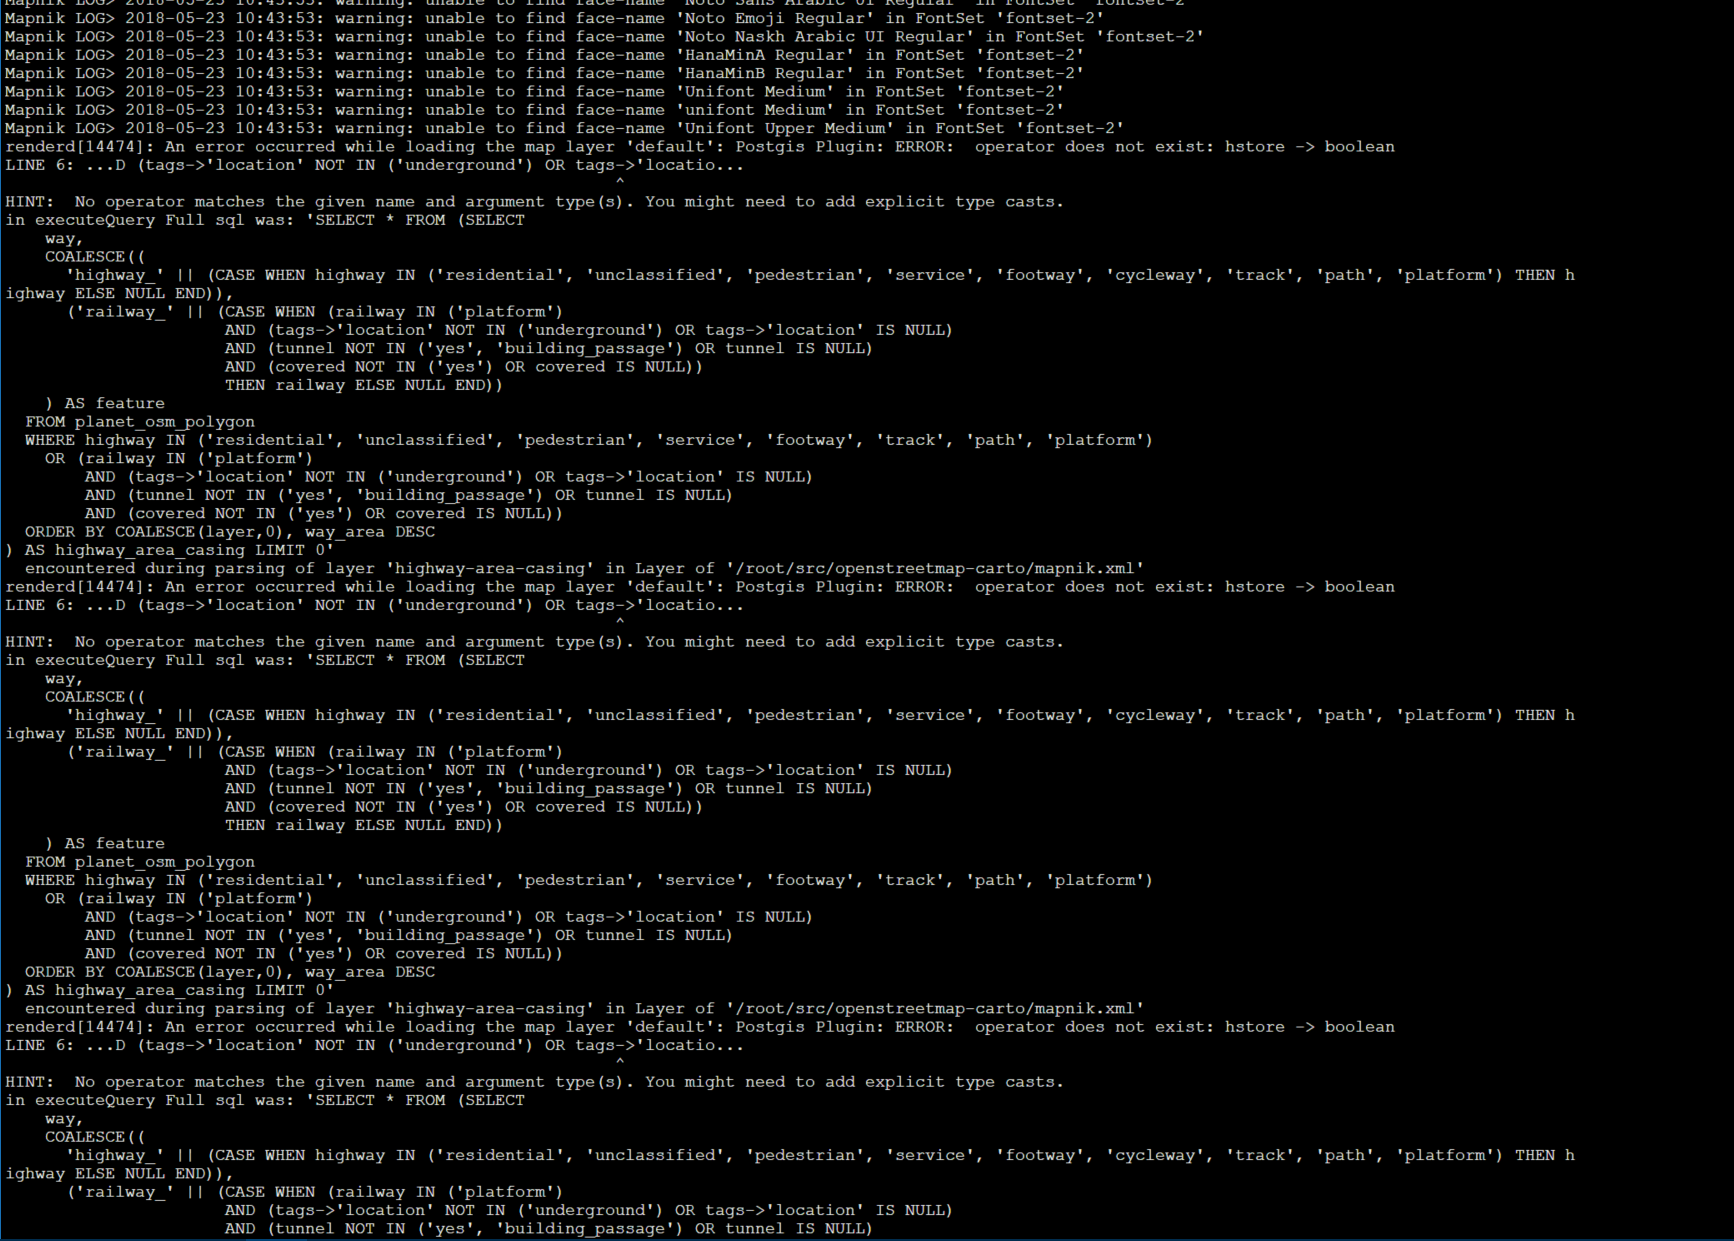 Mapnik LOG> 2018-05-23 10:43:53: warning: unable to find face-name 'Noto Sans Arabic UI Regular' in FontSet 'fontset-2'
Mapnik LOG> 2018-05-23 10:43:53: warning: unable to find face-name 'Noto Emoji Regular' in FontSet 'fontset-2'
Mapnik LOG> 2018-05-23 10:43:53: warning: unable to find face-name 'Noto Naskh Arabic UI Regular' in FontSet 'fontset-2'
Mapnik LOG> 2018-05-23 10:43:53: warning: unable to find face-name 'HanaMinA Regular' in FontSet 'fontset-2'
Mapnik LOG> 2018-05-23 10:43:53: warning: unable to find face-name 'HanaMinB Regular' in FontSet 'fontset-2'
Mapnik LOG> 2018-05-23 10:43:53: warning: unable to find face-name 'Unifont Medium' in FontSet 'fontset-2'
Mapnik LOG> 2018-05-23 10:43:53: warning: unable to find face-name 'unifont Medium' in FontSet 'fontset-2'
Mapnik LOG> 2018-05-23 10:43:53: warning: unable to find face-name 'Unifont Upper Medium' in FontSet 'fontset-2'
renderd[14474]: An error occurred while loading the map layer 'default': Postgis Plugin: ERROR:  operator does not exist: hstore -> boolean
LINE 6: ...D (tags->'location' NOT IN ('underground') OR tags->'locatio...
^
HINT:  No operator matches the given name and argument type(s). You might need to add explicit type casts.
in executeQuery Full sql was: 'SELECT * FROM (SELECT
way,
COALESCE((
'highway_' || (CASE WHEN highway IN ('residential', 'unclassified', 'pedestrian', 'service', 'footway', 'cycleway', 'track', 'path', 'platform') THEN h
ighway ELSE NULL END)),
('railway_' || (CASE WHEN (railway IN ('platform')
AND (tags->'location' NOT IN ('underground') OR tags->'location' IS NULL)
AND (tunnel NOT IN ('yes', 'building_passage') OR tunnel IS NULL)
AND (covered NOT IN ('yes') OR covered IS NULL))
THEN railway ELSE NULL END))
) AS feature
FROM planet_osm_polygon
WHERE highway IN ('residential', 'unclassified', 'pedestrian', 'service', 'footway', 'track', 'path', 'platform')
OR (railway IN ('platform')
AND (tags->'location' NOT IN ('underground') OR tags->'location' IS NULL)
AND (tunnel NOT IN ('yes', 'building_passage') OR tunnel IS NULL)
AND (covered NOT IN ('yes') OR covered IS NULL))
ORDER BY COALESCE(layer,0), way_area DESC
) AS highway_area_casing LIMIT 0'
encountered during parsing of layer 'highway-area-casing' in Layer of '/root/src/openstreetmap-carto/mapnik.xml'
renderd[14474]: An error occurred while loading the map layer 'default': Postgis Plugin: ERROR:  operator does not exist: hstore -> boolean
LINE 6: ...D (tags->'location' NOT IN ('underground') OR tags->'locatio...
^
HINT:  No operator matches the given name and argument type(s). You might need to add explicit type casts.
in executeQuery Full sql was: 'SELECT * FROM (SELECT
way,
COALESCE((
'highway_' || (CASE WHEN highway IN ('residential', 'unclassified', 'pedestrian', 'service', 'footway', 'cycleway', 'track', 'path', 'platform') THEN h
ighway ELSE NULL END)),
('railway_' || (CASE WHEN (railway IN ('platform')
AND (tags->'location' NOT IN ('underground') OR tags->'location' IS NULL)
AND (tunnel NOT IN ('yes', 'building_passage') OR tunnel IS NULL)
AND (covered NOT IN ('yes') OR covered IS NULL))
THEN railway ELSE NULL END))
) AS feature
FROM planet_osm_polygon
WHERE highway IN ('residential', 'unclassified', 'pedestrian', 'service', 'footway', 'track', 'path', 'platform')
OR (railway IN ('platform')
AND (tags->'location' NOT IN ('underground') OR tags->'location' IS NULL)
AND (tunnel NOT IN ('yes', 'building_passage') OR tunnel IS NULL)
AND (covered NOT IN ('yes') OR covered IS NULL))
ORDER BY COALESCE(layer,0), way_area DESC
) AS highway_area_casing LIMIT 0'
encountered during parsing of layer 'highway-area-casing' in Layer of '/root/src/openstreetmap-carto/mapnik.xml'
renderd[14474]: An error occurred while loading the map layer 'default': Postgis Plugin: ERROR:  operator does not exist: hstore -> boolean
LINE 6: ...D (tags->'location' NOT IN ('underground') OR tags->'locatio...
^
HINT:  No operator matches the given name and argument type(s). You might need to add explicit type casts.
in executeQuery Full sql was: 'SELECT * FROM (SELECT
way,
COALESCE((
'highway_' || (CASE WHEN highway IN ('residential', 'unclassified', 'pedestrian', 'service', 'footway', 'cycleway', 'track', 'path', 'platform') THEN h
ighway ELSE NULL END)),
('railway_' || (CASE WHEN (railway IN ('platform')
AND (tags->'location' NOT IN ('underground') OR tags->'location' IS NULL)
AND (tunnel NOT IN ('yes', 'building_passage') OR tunnel IS NULL)